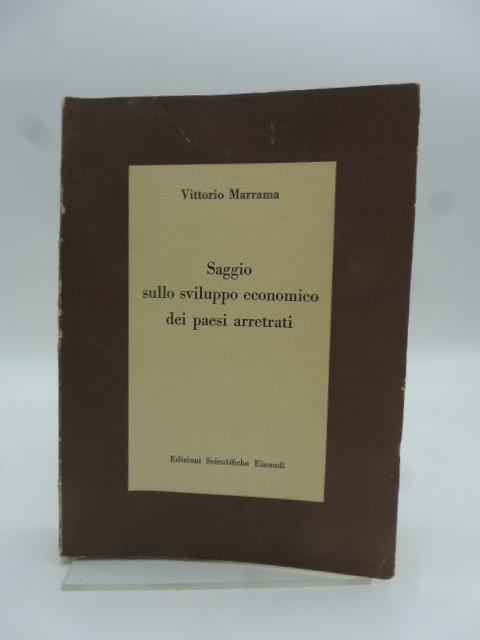 Vittorio Marrama
Saggio
sullo sviluppo economico
dei paesi arretrati
Edizioni Scientifiche Einaudi